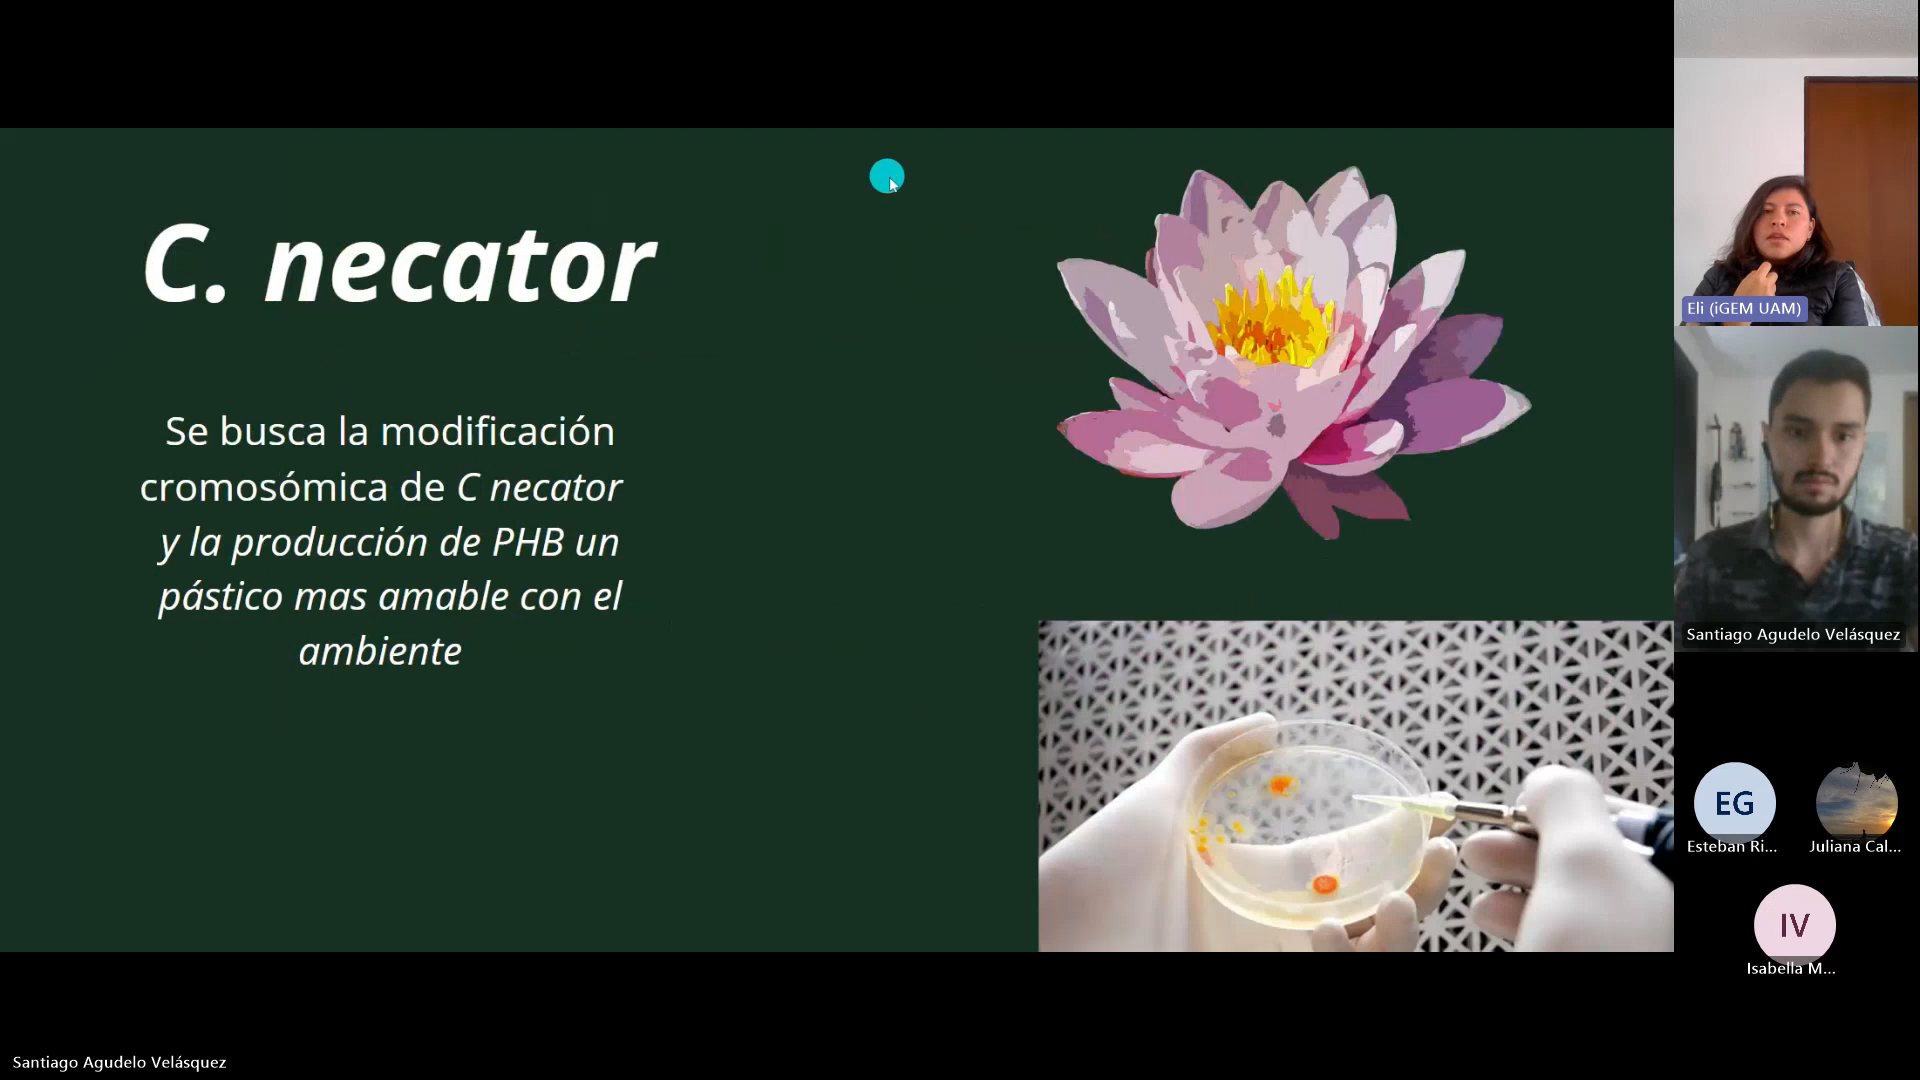 C. necator
Se busca la modificación
cromosómica de C necator
y la producción de PHB un
pástico mas amable con el
ambiente
Eli (iGEM UAM)
Santiago Agudelo Velásquez
EG
Esteban Ri...
Juliana Cal...
IV
Isabella M...
Santiago Agudelo Velásquez